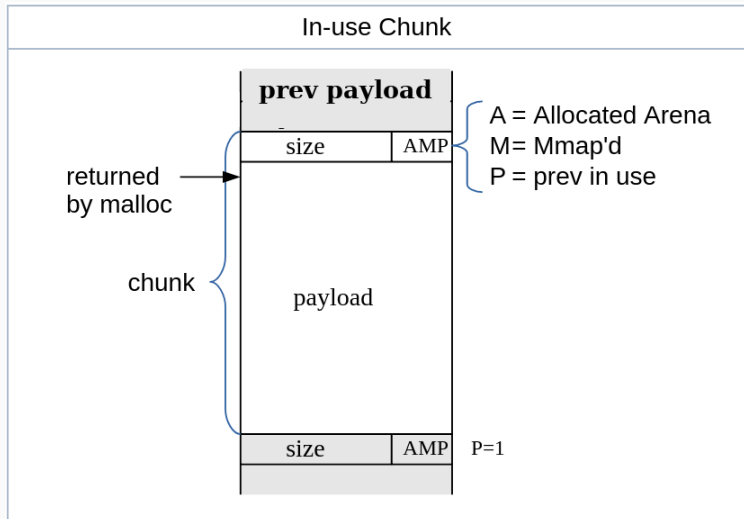 In-use Chunk
prev payload
size AMP
A = Allocated Arena
M= Mmap'd
P = prev in use
returned
by malloc
chunk
payload
size AMP P=1